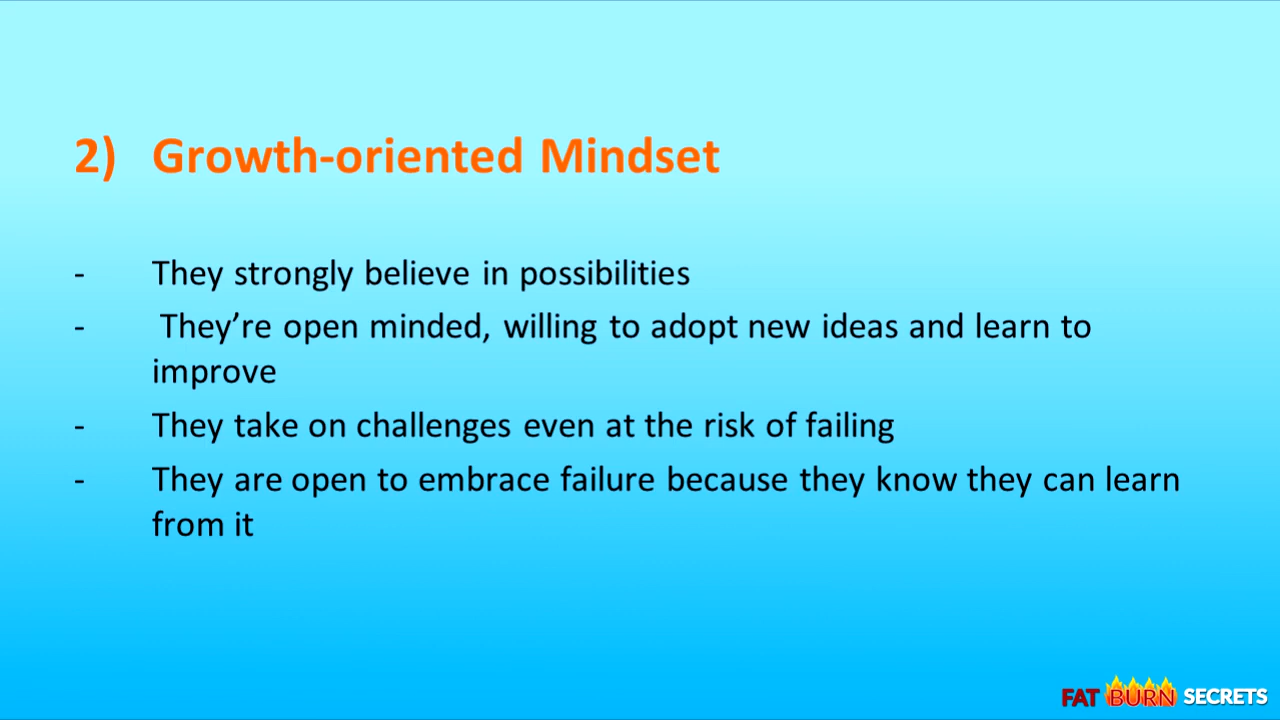 2) Growth-oriented Mindset
- They strongly believe in possibilities
- They’re open minded, willing to adopt new ideas and learn to
improve
- They take on challenges even at the risk of failing
- They are open to embrace failure because they know they can learn
from it
FAT BURN SECRETS